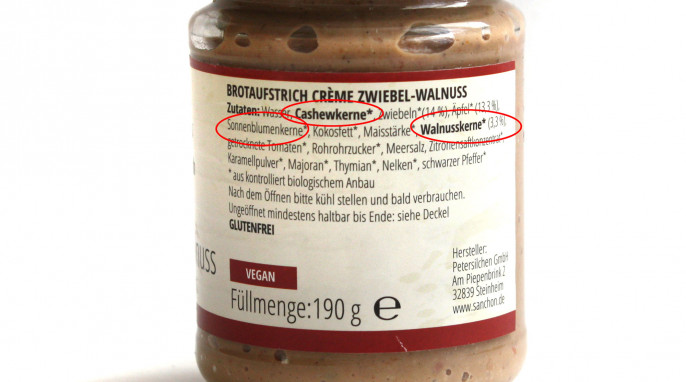 BROTAUFSTRICH CRÈME ZWIEBEL-WALNUSS
Zutaten: Wasser, Cashewkerne*, Zwiebeln* (14 %), Äpfel* (13,3 %),
Sonnenblumenkerne*, Kokosfett*, Maisstärke*, Walnusskerne* (3,3 %),
getrocknete Tomaten*, Rohrohrzucker*, Meersalz, Zitronensaftkonzentrat*,
Karamellpulver*, Majoran*, Thymian*, Nelken*, schwarzer Pfeffer*
* aus kontrolliert biologischem Anbau
Nach dem Öffnen bitte kühl stellen und bald verbrauchen.
Ungeöffnet mindestens haltbar bis Ende: siehe Deckel
GLUTENFREI
nuss
VEGAN
Füllmenge:190 g e
Hersteller:
Petersilchen GmbH
Am Piepenbrink 2
32839 Steinheim
www.sanchon.de